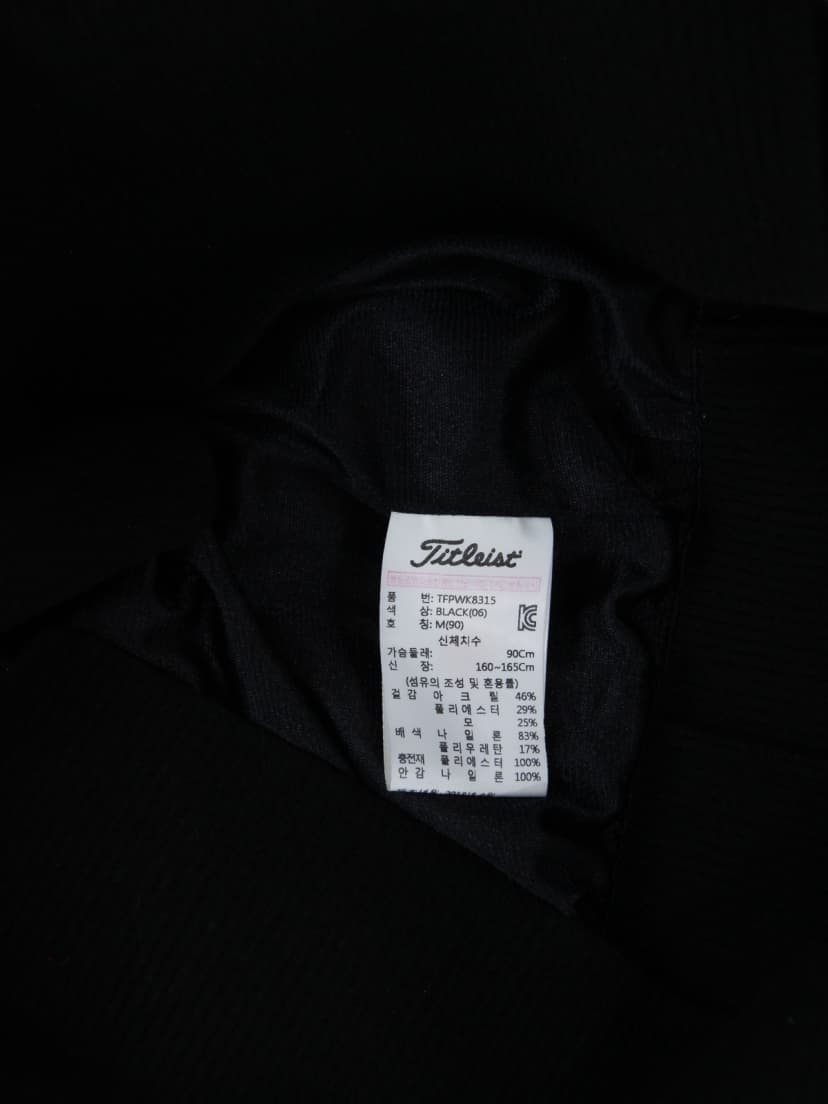 Titleist
품 번: TFPWK8315
색 상: BLACK(06)
호 칭: M(90)
신체치수
가슴둘레: 90Cm
신 장: 160~165Cm
(섬유의 조성 및 혼용률)
겉감 아크릴 46%
폴리에스터 29%
모 25%
배색 나일론 83%
폴리우레탄 17%
충전재 폴리에스터 100%
안감 나일론 100%